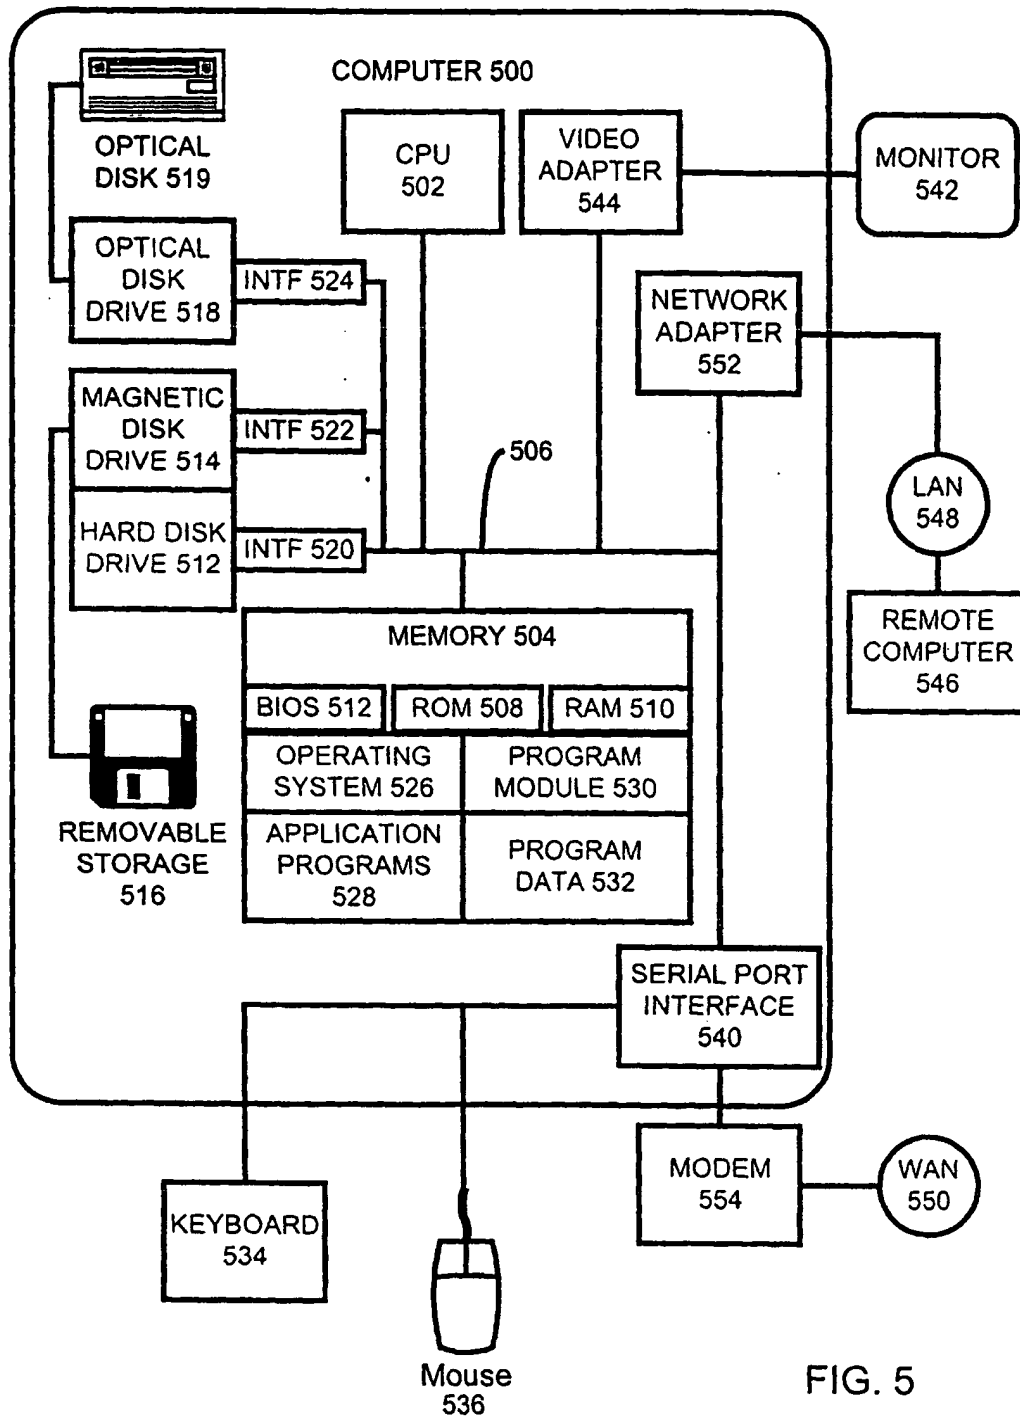 COMPUTER 500
OPTICAL
DISK 519
CPU
502
VIDEO
ADAPTER
544
MONITOR
542
OPTICAL
DISK
DRIVE 518
INTF 524
NETWORK
ADAPTER
552
MAGNETIC
DISK
DRIVE 514
INTF 522
506
LAN
548
HARD DISK
DRIVE 512
INTF 520
REMOTE
COMPUTER
546
MEMORY 504
BIOS 512
ROM 508
RAM 510
OPERATING
SYSTEM 526
PROGRAM
MODULE 530
REMOVABLE
STORAGE
516
APPLICATION
PROGRAMS
528
PROGRAM
DATA 532
SERIAL PORT
INTERFACE
540
MODEM
554
WAN
550
KEYBOARD
534
Mouse
536
FIG. 5